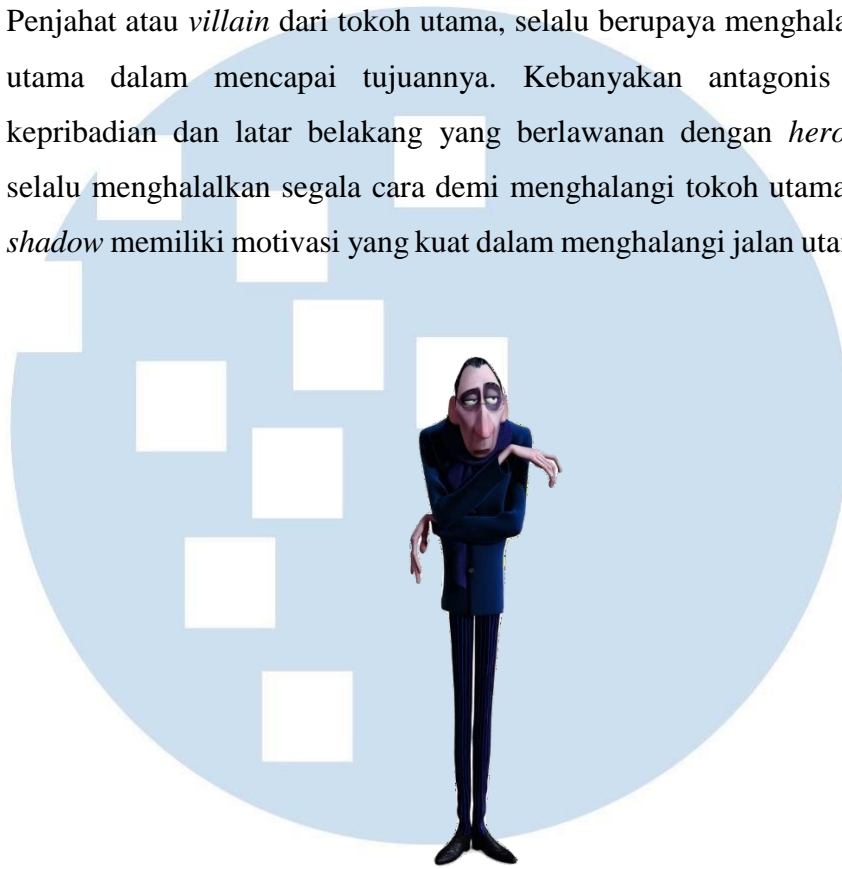 Penjahat atau villain dari tokoh utama, selalu berupaya menghala
utama dalam mencapai tujuannya. Kebanyakan antagonis
kepribadian dan latar belakang yang berlawanan dengan hero
selalu menghalalkan segala cara demi menghalangi tokoh utama
shadow memiliki motivasi yang kuat dalam menghalangi jalan uta